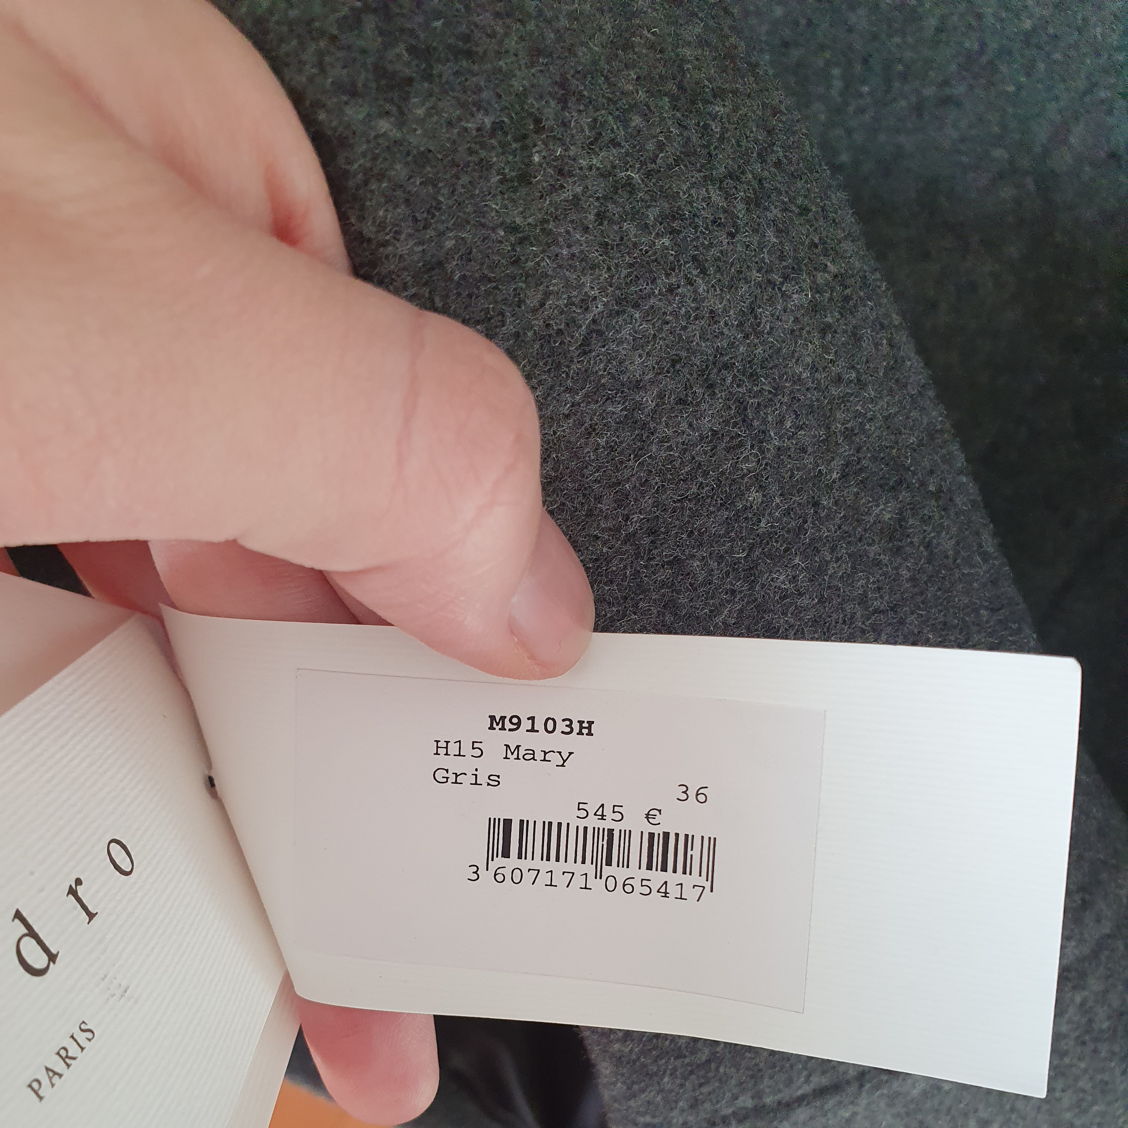 M9103H
H15 Mary
Gris
36
545 €
3 607171 065417
dro
PARIS